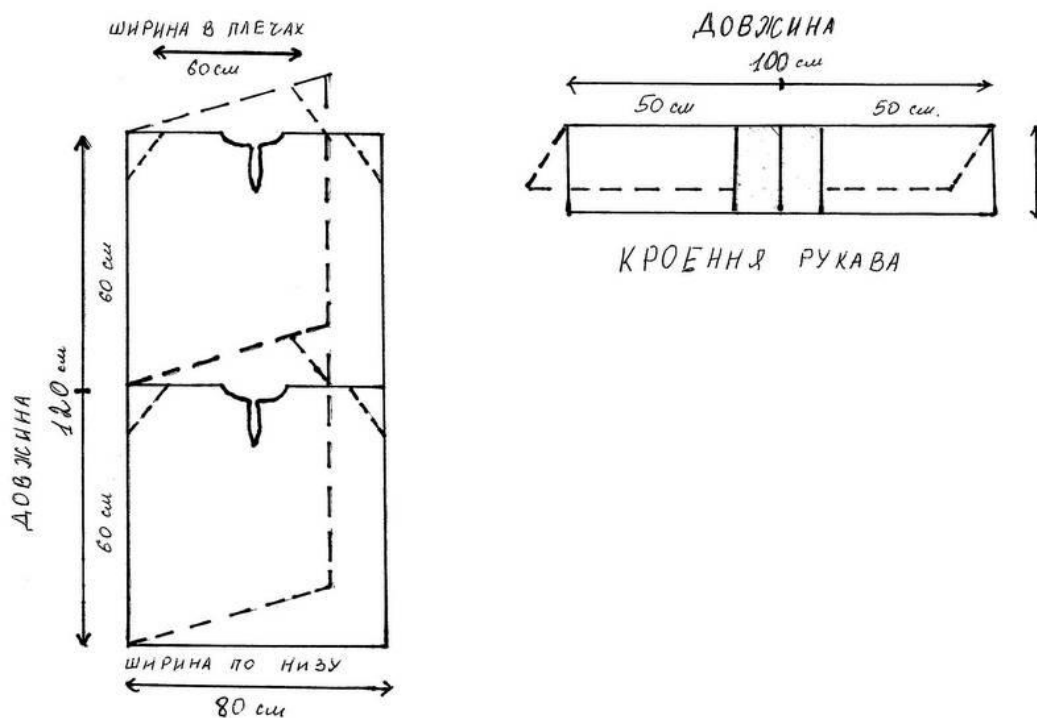 ШИРИНА В ПЛЕЧАХ
60 см
60 см
ДОВЖИНА
120 см
60 см
ШИРИНА ПО НИЗУ
80 см
ДОВЖИНА
100 см
50 см
50 см.
КРОЕННЯ РУКАВА